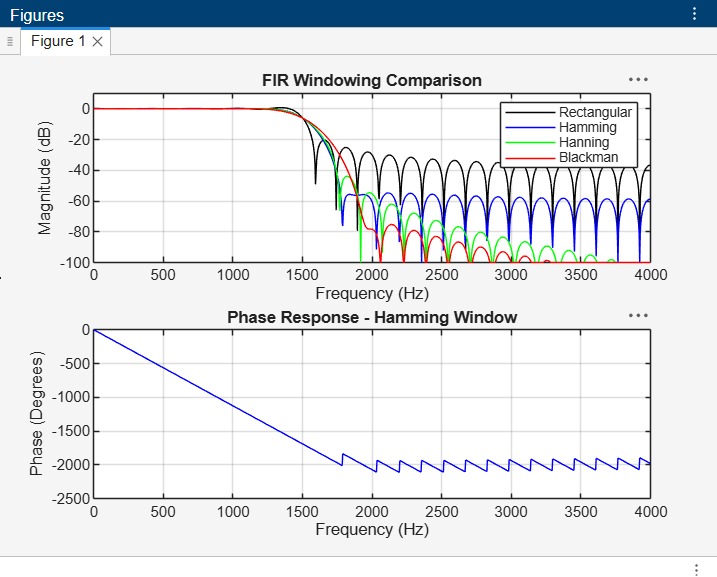 Figures
Figure 1
FIR Windowing Comparison
Magnitude (dB)
0
-20
-40
-60
-80
-100
Rectangular
Hamming
Hanning
Blackman
0 500 1000 1500 2000 2500 3000 3500 4000
Frequency (Hz)
Phase Response - Hamming Window
Phase (Degrees)
0
-500
-1000
-1500
-2000
-2500
0 500 1000 1500 2000 2500 3000 3500 4000
Frequency (Hz)